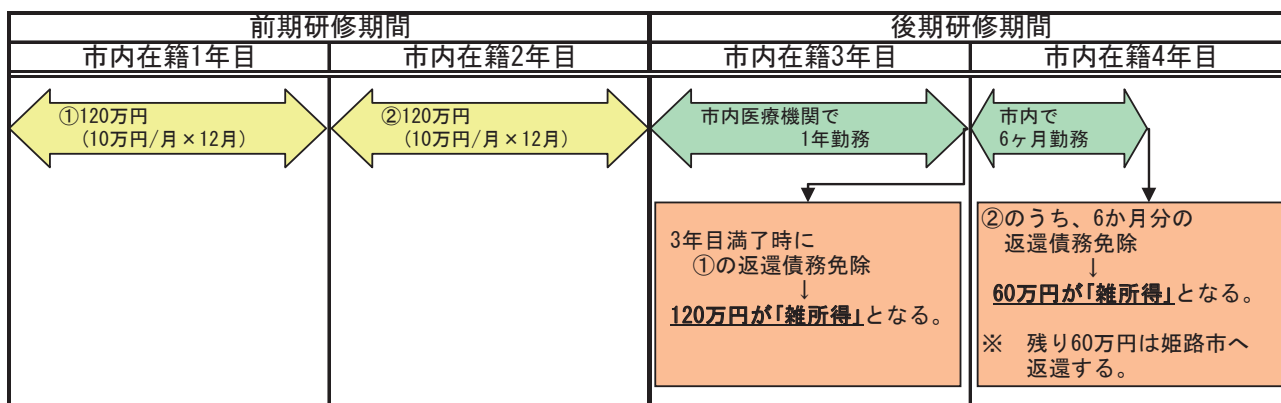 前期研修期間
後期研修期間
市内在籍1年目
市内在籍2年目
市内在籍3年目
市内在籍4年目
①120万円
(10万円/月×12月)
②120万円
(10万円/月×12月)
市内医療機関で
1年勤務
市内で
6ヶ月勤務
3年目満了時に
①の返還債務免除
↓
120万円が「雑所得」となる。
②のうち、6か月分の
返還債務免除
↓
60万円が「雑所得」となる。
※　残り60万円は姫路市へ
返還する。